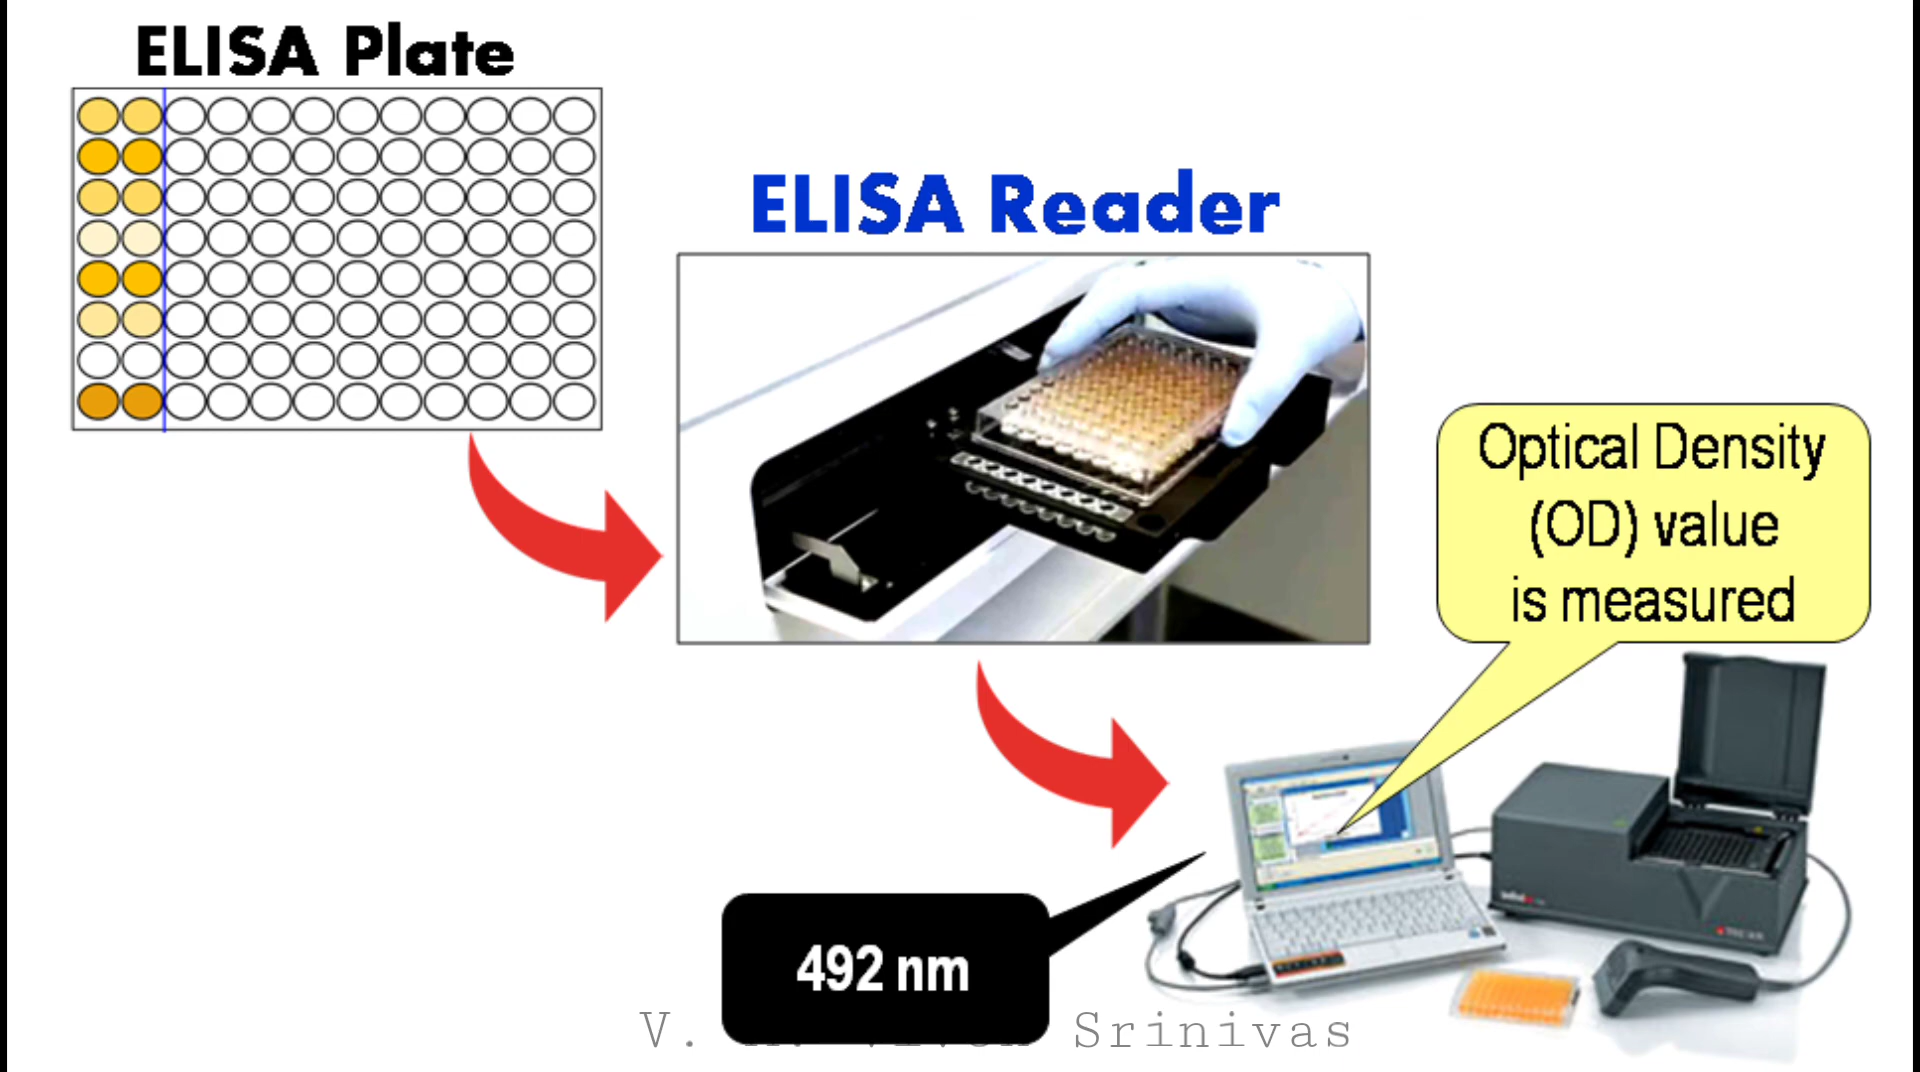 ELISA Plate
ELISA Reader
Optical Density
(OD) value
is measured
492 nm
V.
Srinivas